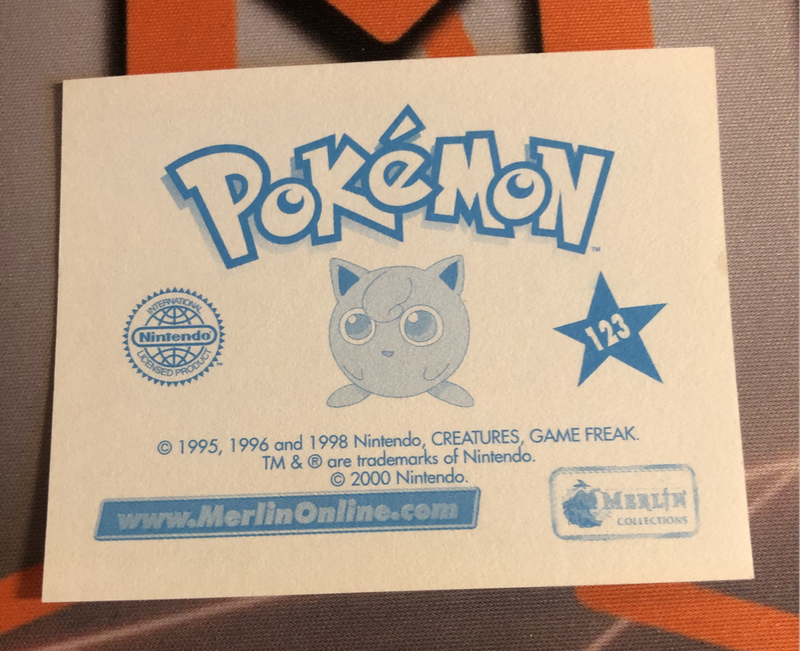 POKéMON
TM
INTERNATIONAL
Nintendo
LICENSED PRODUCT
123
© 1995, 1996 and 1998 Nintendo, CREATURES, GAME FREAK.
TM & ® are trademarks of Nintendo.
© 2000 Nintendo.
www.MerlinOnline.com
MERLIN
COLLECTIONS